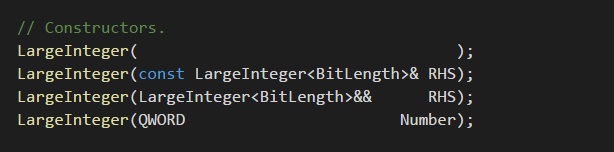 // Constructors.
LargeInteger(                                   );
LargeInteger(const LargeInteger<BitLength>& RHS);
LargeInteger(LargeInteger<BitLength>&&      RHS);
LargeInteger(QWORD                       Number);